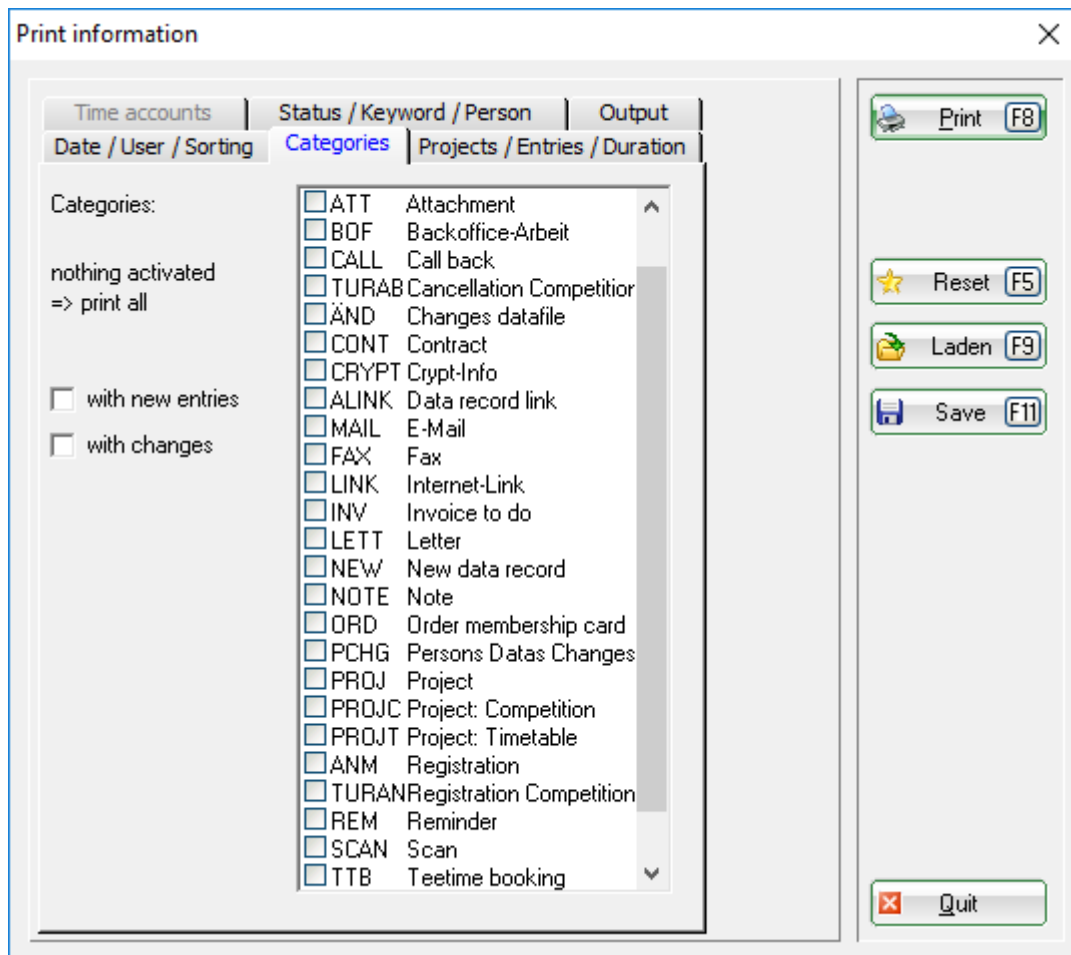 Print information
Time accounts
Status / Keyword / Person
Output
Date / User / Sorting
Categories
Projects / Entries / Duration
Categories:
nothing activated
=> print all
with new entries
with changes
ATT Attachment
BOF Backoffice-Arbeit
CALL Call back
TURAB Cancellation Competition
ÄND Changes datafile
CONT Contract
CRYPT Crypt-Info
ALINK Data record link
MAIL E-Mail
FAX Fax
LINK Internet-Link
INV Invoice to do
LETT Letter
NEW New data record
NOTE Note
ORD Order membership card
PCHG Persons Datas Changes
PROJ Project
PROJC Project: Competition
PROJT Project: Timetable
ANM Registration
TURAN Registration Competition
REM Reminder
SCAN Scan
TTB Teetime booking
Print F8
Reset F5
Laden F9
Save F11
Quit